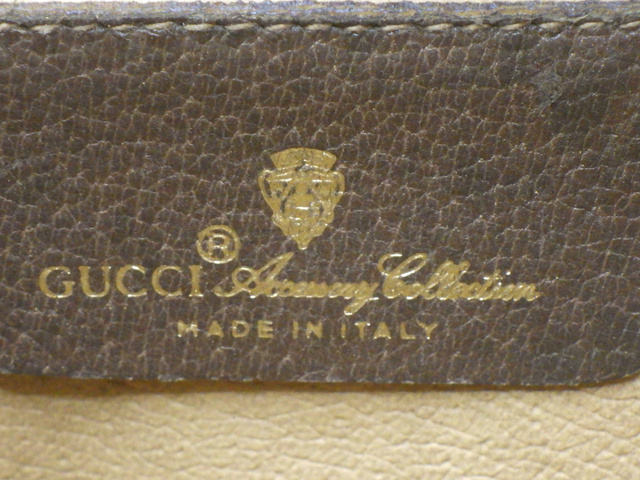 GUCCI® Accessory Collection
MADE IN ITALY